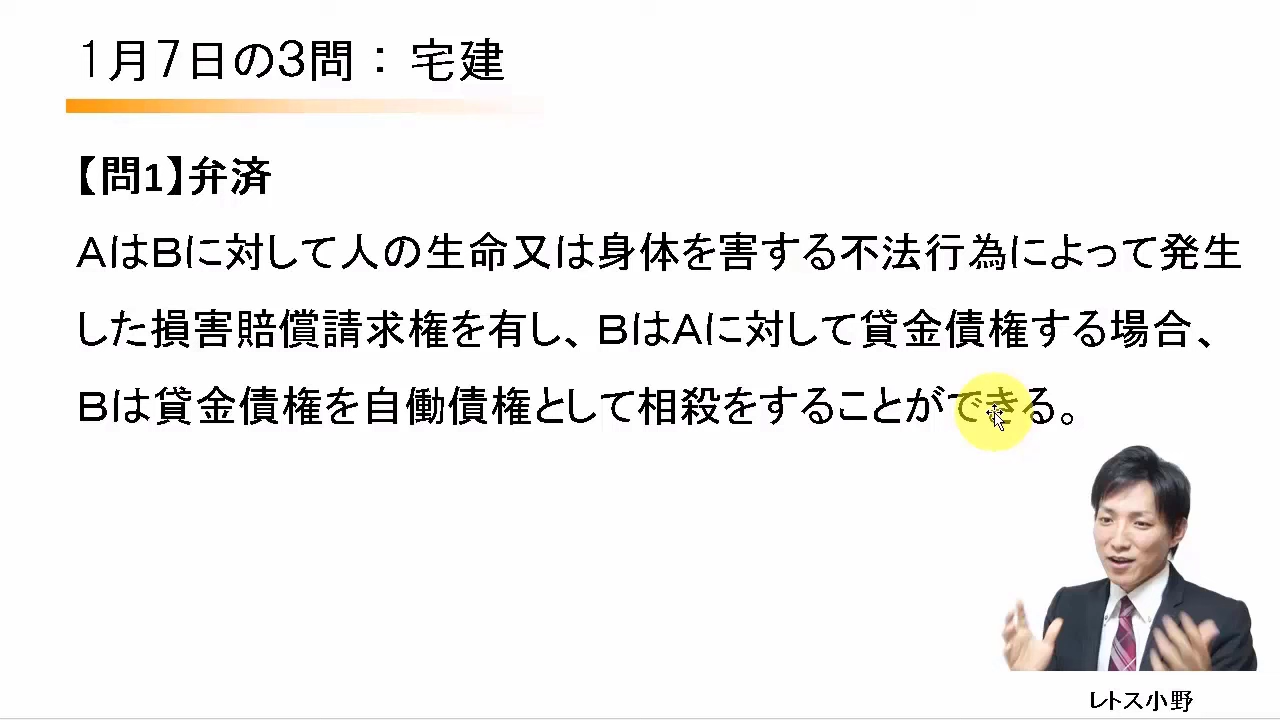 1月7日の3問：宅建
【問1】弁済
AはBに対して人の生命又は身体を害する不法行為によって発生
した損害賠償請求権を有し、BはAに対して貸金債権する場合、
Bは貸金債権を自働債権として相殺をすることができる。
レトス小野